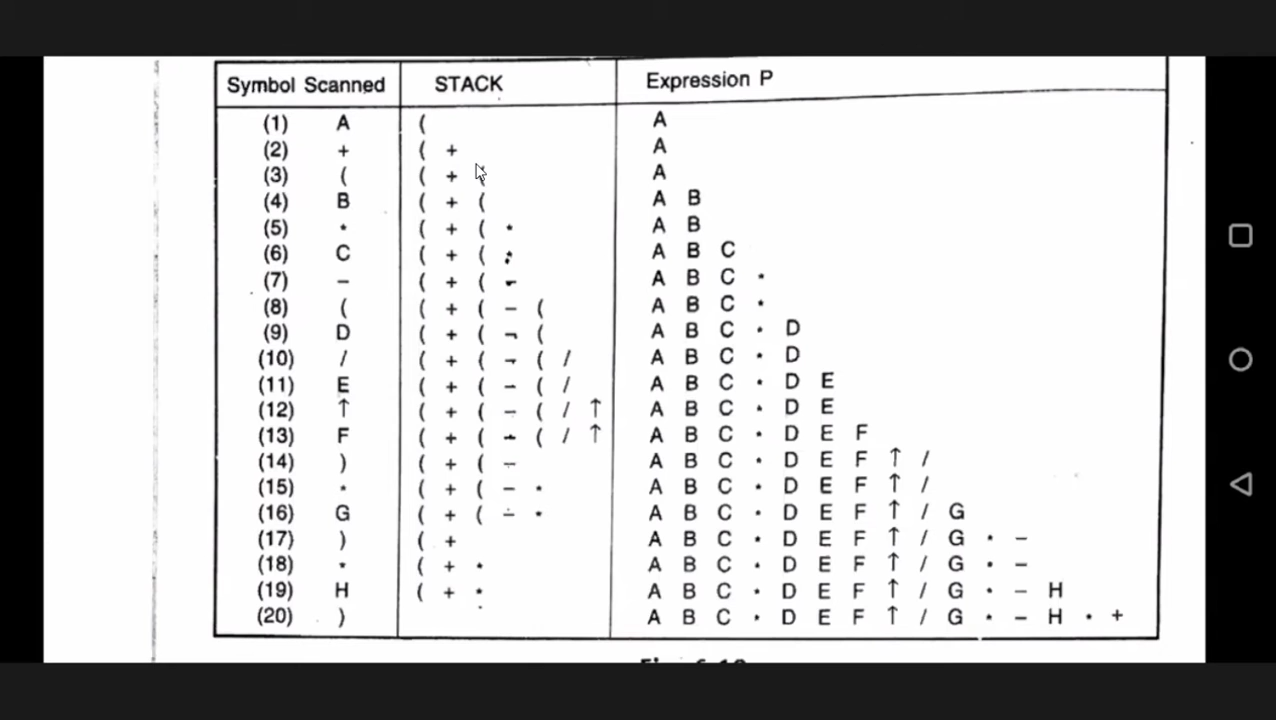 Symbol Scanned STACK Expression P
(1) A ( A
(2) + ( + A
(3) ( ( + ( A
(4) B ( + ( A B
(5) * ( + ( * A B
(6) C ( + ( * A B C
(7) − ( + ( − A B C *
(8) ( ( + ( − ( A B C *
(9) D ( + ( − ( A B C * D
(10) / ( + ( − ( / A B C * D
(11) E ( + ( − ( / A B C * D E
(12) ↑ ( + ( − ( / ↑ A B C * D E
(13) F ( + ( − ( / ↑ A B C * D E F
(14) ) ( + ( − A B C * D E F ↑ /
(15) * ( + ( − * A B C * D E F ↑ /
(16) G ( + ( − * A B C * D E F ↑ / G
(17) ) ( + A B C * D E F ↑ / G * −
(18) * ( + * A B C * D E F ↑ / G * −
(19) H ( + * A B C * D E F ↑ / G * − H
(20) ) A B C * D E F ↑ / G * − H * +